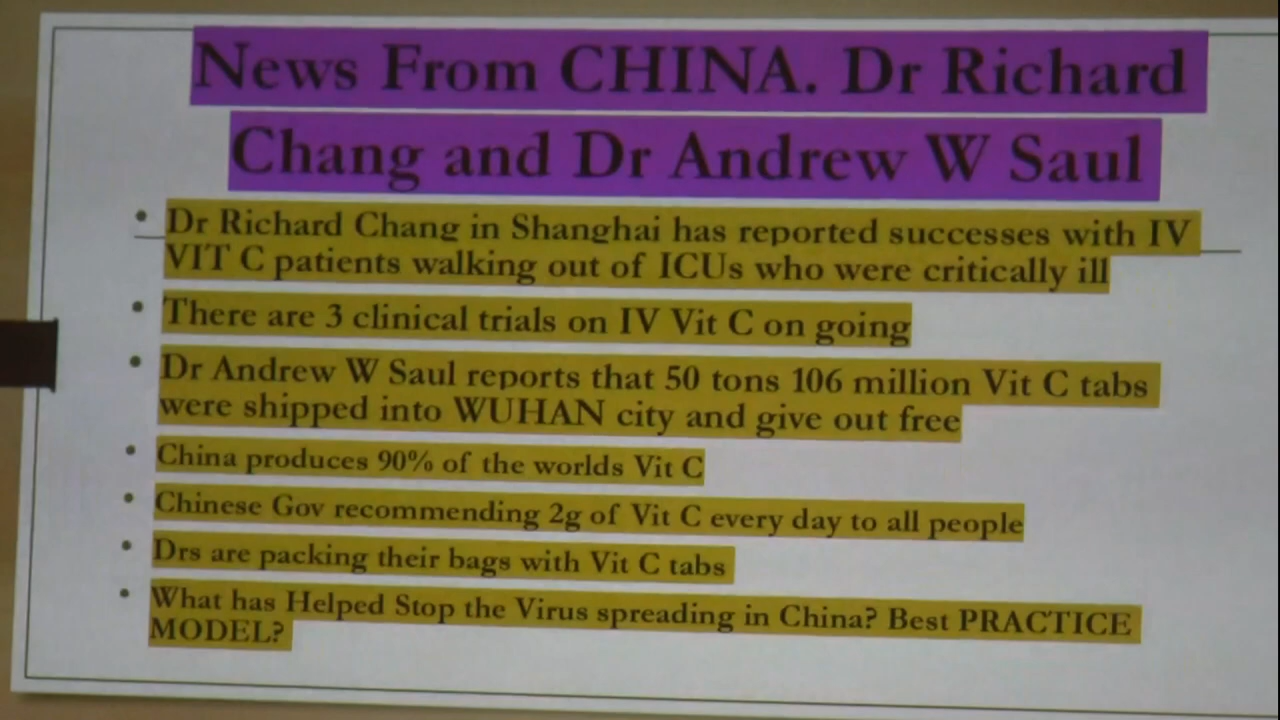 News From CHINA. Dr Richard
Chang and Dr Andrew W Saul
• Dr Richard Chang in Shanghai has reported successes with IV
VIT C patients walking out of ICUs who were critically ill
• There are 3 clinical trials on IV Vit C on going
• Dr Andrew W Saul reports that 50 tons 106 million Vit C tabs
were shipped into WUHAN city and give out free
• China produces 90% of the worlds Vit C
• Chinese Gov recommending 2g of Vit C every day to all people
• Drs are packing their bags with Vit C tabs
• What has Helped Stop the Virus spreading in China? Best PRACTICE
MODEL?